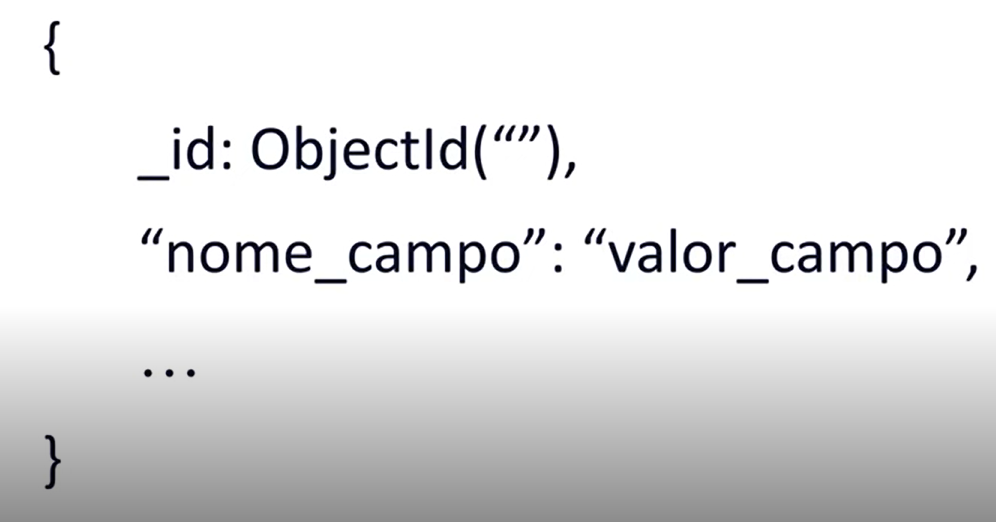 {
_id: ObjectId(“”),
“nome_campo”: “valor_campo”,
...
}